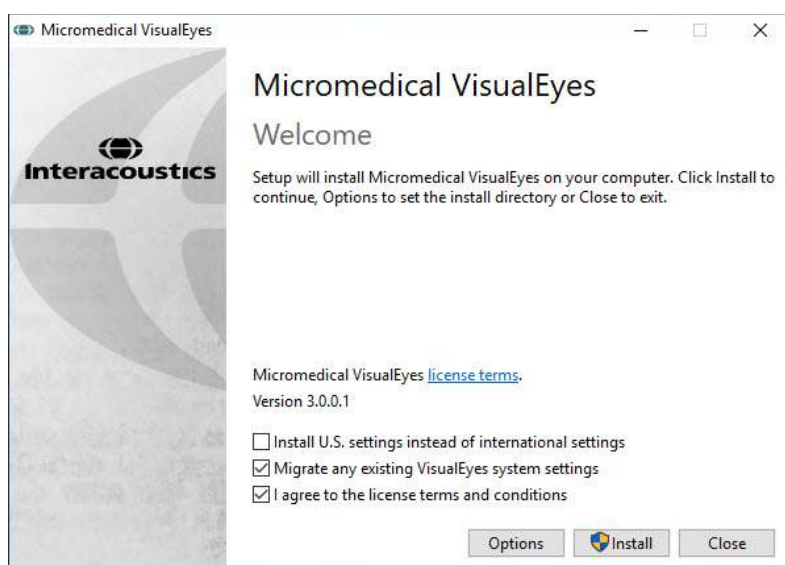 Micromedical VisualEyes
Interacoustics
Micromedical VisualEyes
Welcome
Setup will install Micromedical VisualEyes on your computer. Click Install to
continue, Options to set the install directory or Close to exit.
Micromedical VisualEyes license terms.
Version 3.0.0.1
Install U.S. settings instead of international settings
Migrate any existing VisualEyes system settings
I agree to the license terms and conditions
Options Install Close